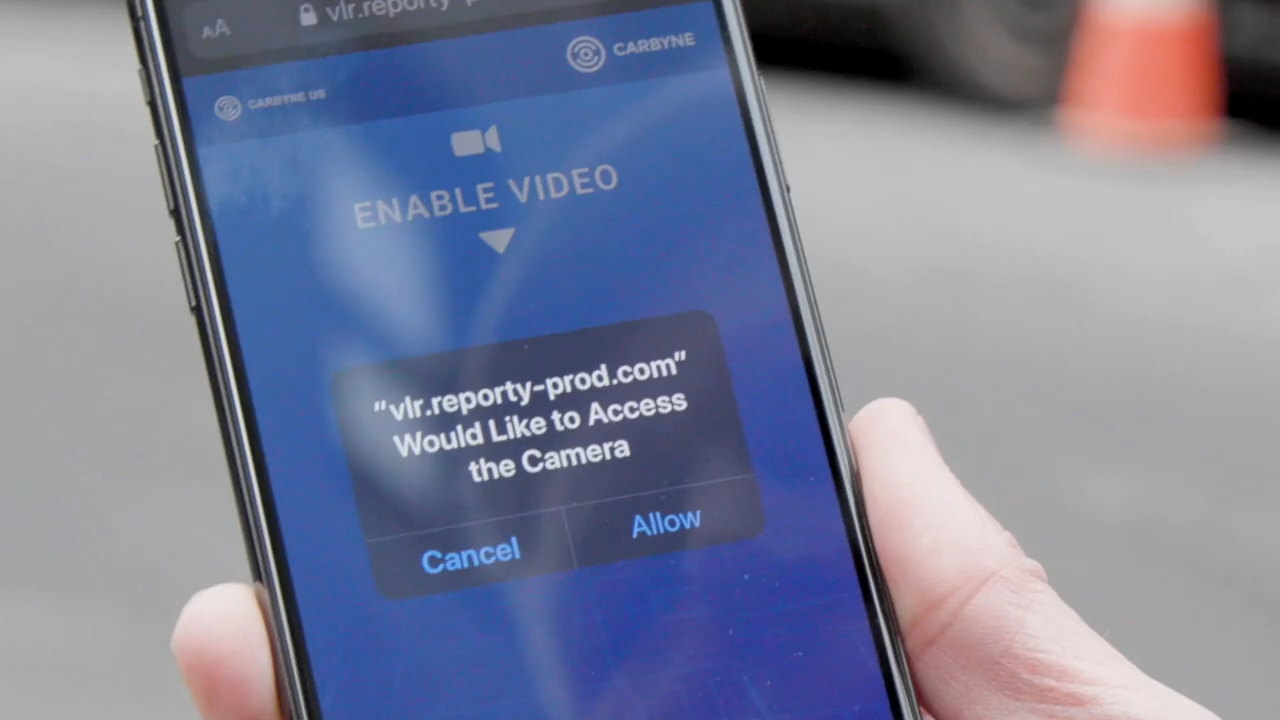 AA vlr.reporty-p
CARBYNE
CARBYNE US
ENABLE VIDEO
"vlr.reporty-prod.com"
Would Like to Access
the Camera
Cancel Allow